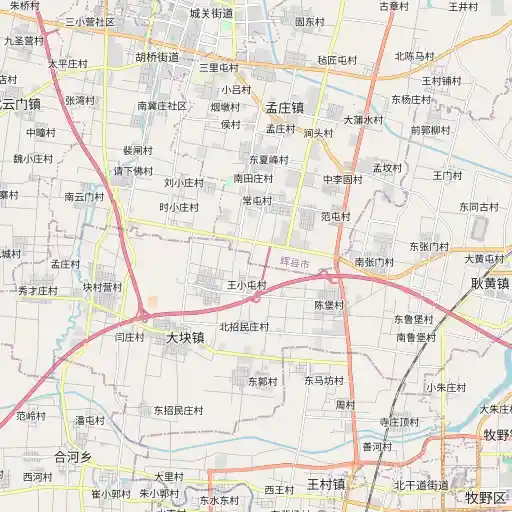 朱桥村
城关街道
固东村
古章村
王井村
三小营社区
九圣营村
太平庄村
胡桥街道
三里屯村
毡匠屯村
北陈马村
店村
小吕村
王村铺村
云门镇
张湾村
南冀庄社区
烟墩村
孟庄镇
东杨庄村
大蒲水村
中疃村
侯村
孟庄村
涧头村
前郭柳村
裴闸村
魏小庄村
东夏峰村
请下佛村
刘小庄村
南田庄村
中李固村
孟坟村
王门村
寨村
南云门村
时小庄村
常屯村
范屯村
东同古村
城村
东张门村
孟庄村
辉县市
南张门村
大黄屯村
秀才庄村
块村营村
王小屯村
耿黄镇
陈堡村
北招民庄村
东鲁堡村
闫庄村
大块镇
南鲁堡村
东郭村
东马坊村
小朱庄村
范岭村
东招民庄村
周村
大朱庄村
潘屯村
寺庄顶村
牧野
合河乡
善河村
西河村
大里村
王村镇
北干道街道
崔小郭村
朱小郭村
西王村
牧野区
东水东村